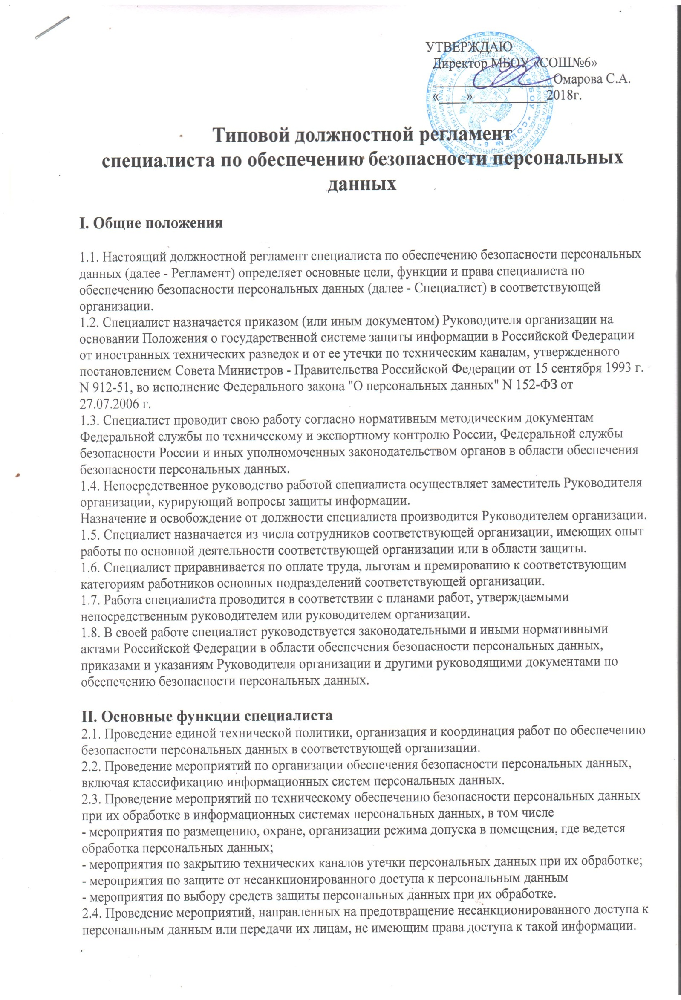 УТВЕРЖДАЮ
Директор МБОУ «СОШ№6»
__________________Омарова С.А.
«____»___________2018г.
Типовой должностной регламент
специалиста по обеспечению безопасности персональных
данных
I. Общие положения
1.1. Настоящий должностной регламент специалиста по обеспечению безопасности персональных
данных (далее - Регламент) определяет основные цели, функции и права специалиста по
обеспечению безопасности персональных данных (далее - Специалист) в соответствующей
организации.
1.2. Специалист назначается приказом (или иным документом) Руководителя организации на
основании Положения о государственной системе защиты информации в Российской Федерации
от иностранных технических разведок и от ее утечки по техническим каналам, утвержденного
постановлением Совета Министров - Правительства Российской Федерации от 15 сентября 1993 г.
N 912-51, во исполнение Федерального закона "О персональных данных" N 152-ФЗ от
27.07.2006 г.
1.3. Специалист проводит свою работу согласно нормативным методическим документам
Федеральной службы по техническому и экспортному контролю России, Федеральной службы
безопасности России и иных уполномоченных законодательством органов в области обеспечения
безопасности персональных данных.
1.4. Непосредственное руководство работой специалиста осуществляет заместитель Руководителя
организации, курирующий вопросы защиты информации.
Назначение и освобождение от должности специалиста производится Руководителем организации.
1.5. Специалист назначается из числа сотрудников соответствующей организации, имеющих опыт
работы по основной деятельности соответствующей организации или в области защиты.
1.6. Специалист приравнивается по оплате труда, льготам и премированию к соответствующим
категориям работников основных подразделений соответствующей организации.
1.7. Работа специалиста проводится в соответствии с планами работ, утверждаемыми
непосредственным руководителем или руководителем организации.
1.8. В своей работе специалист руководствуется законодательными и иными нормативными
актами Российской Федерации в области обеспечения безопасности персональных данных,
приказами и указаниям Руководителя организации и другими руководящими документами по
обеспечению безопасности персональных данных.
II. Основные функции специалиста
2.1. Проведение единой технической политики, организация и координация работ по обеспечению
безопасности персональных данных в соответствующей организации.
2.2. Проведение мероприятий по организации обеспечения безопасности персональных данных,
включая классификацию информационных систем персональных данных.
2.3. Проведение мероприятий по техническому обеспечению безопасности персональных данных
при их обработке в информационных системах персональных данных, в том числе
- мероприятия по размещению, охране, организации режима допуска в помещения, где ведется
обработка персональных данных;
- мероприятия по закрытию технических каналов утечки персональных данных при их обработке;
- мероприятия по защите от несанкционированного доступа к персональным данным
- мероприятия по выбору средств защиты персональных данных при их обработке.
2.4. Проведение мероприятий, направленных на предотвращение несанкционированного доступа к
персональным данным или передачи их лицам, не имеющим права доступа к такой информации.
.